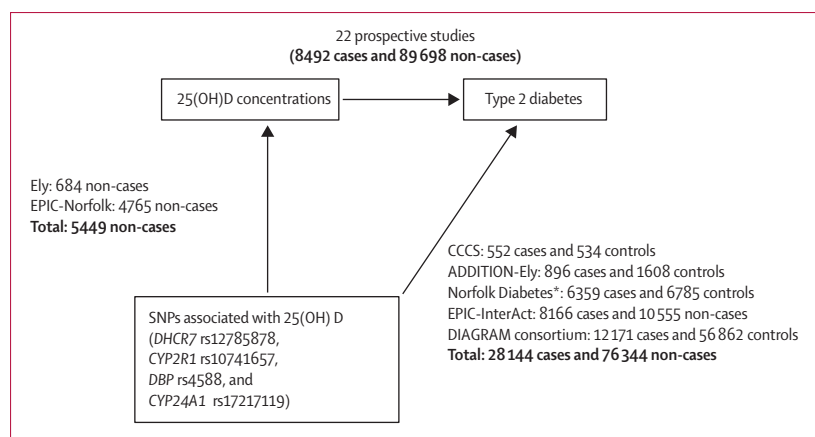 22 prospective studies
(8492 cases and 89 698 non-cases)
25(OH)D concentrations
Type 2 diabetes
Ely: 684 non-cases
EPIC-Norfolk: 4765 non-cases
Total: 5449 non-cases
CCCS: 552 cases and 534 controls
ADDITION-Ely: 896 cases and 1608 controls
Norfolk Diabetes*: 6359 cases and 6785 controls
EPIC-InterAct: 8166 cases and 10 555 non-cases
DIAGRAM consortium: 12 171 cases and 56 862 controls
Total: 28 144 cases and 76 344 non-cases
SNPs associated with 25(OH) D
(DHCR7 rs12785878,
CYP2R1 rs10741657,
DBP rs4588, and
CYP24A1 rs17217119)